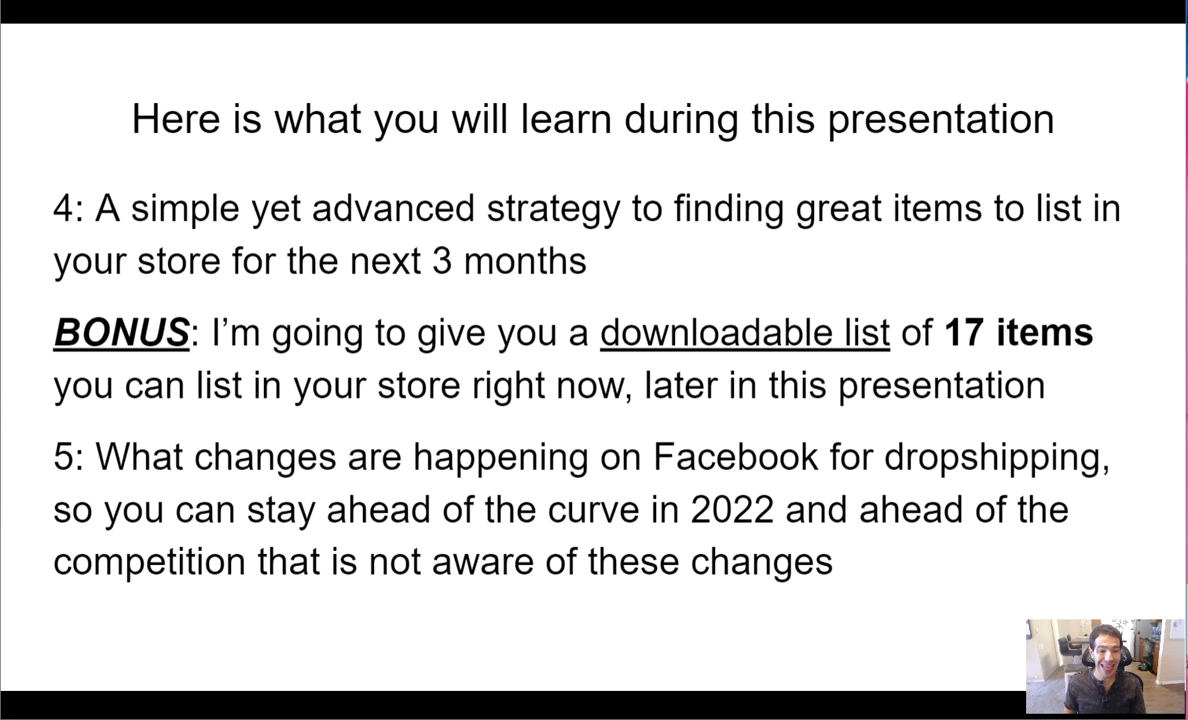 Here is what you will learn during this presentation
4: A simple yet advanced strategy to finding great items to list in
your store for the next 3 months
BONUS: I’m going to give you a downloadable list of 17 items
you can list in your store right now, later in this presentation
5: What changes are happening on Facebook for dropshipping,
so you can stay ahead of the curve in 2022 and ahead of the
competition that is not aware of these changes